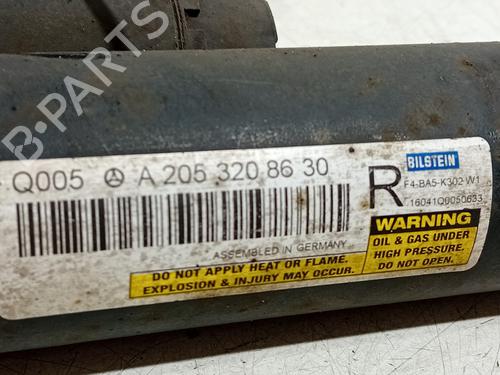 B-Parts
Q005 A 205 320 86 30
R
BILSTEIN
F4-BA5-K302-W1
16041Q0050633
ASSEMBLED IN GERMANY
WARNING
OIL & GAS UNDER
HIGH PRESSURE.
DO NOT OPEN.
DO NOT APPLY HEAT OR FLAME.
EXPLOSION & INJURY MAY OCCUR.